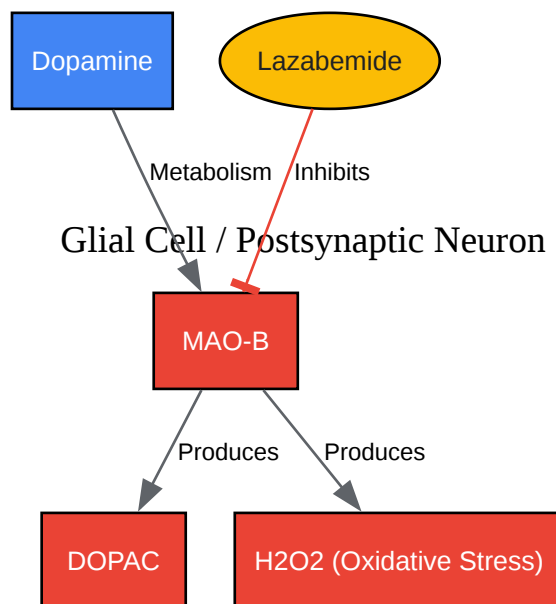 Dopamine
Lazabemide
Metabolism
Inhibits
Glial Cell / Postsynaptic Neuron
MAO-B
Produces
Produces
DOPAC
H2O2 (Oxidative Stress)